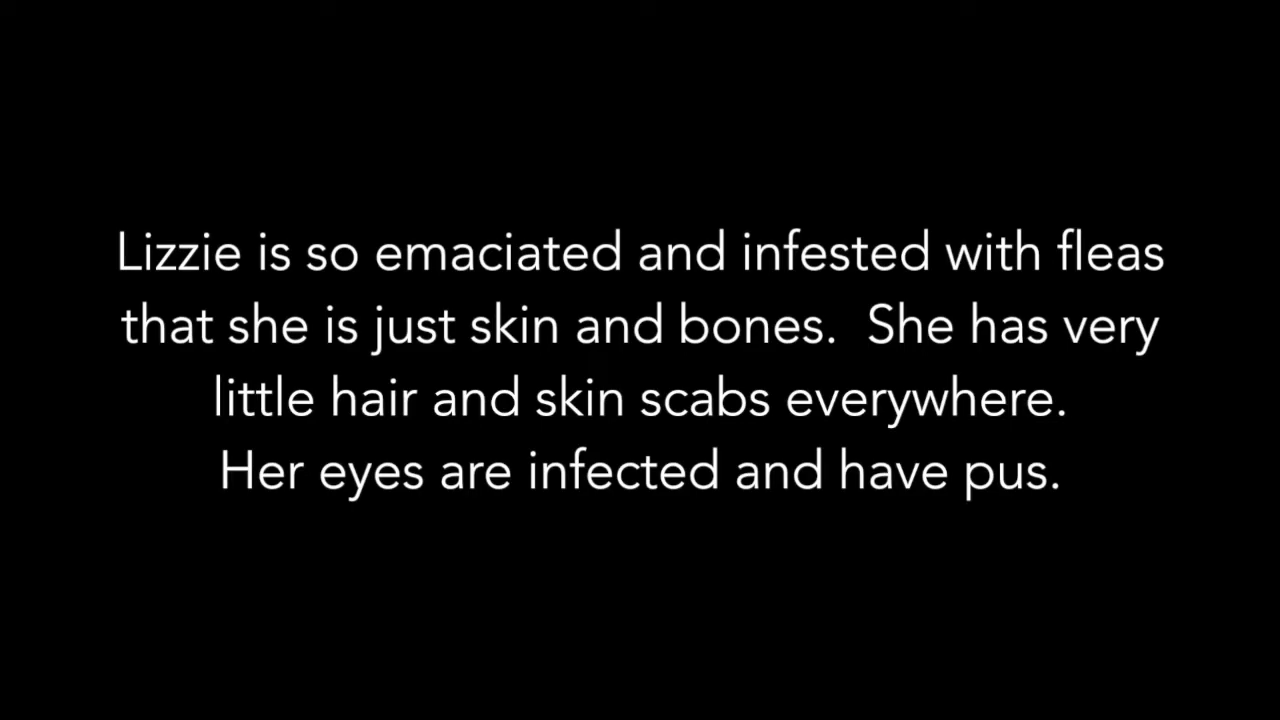 Lizzie is so emaciated and infested with fleas
that she is just skin and bones.  She has very
little hair and skin scabs everywhere.
Her eyes are infected and have pus.